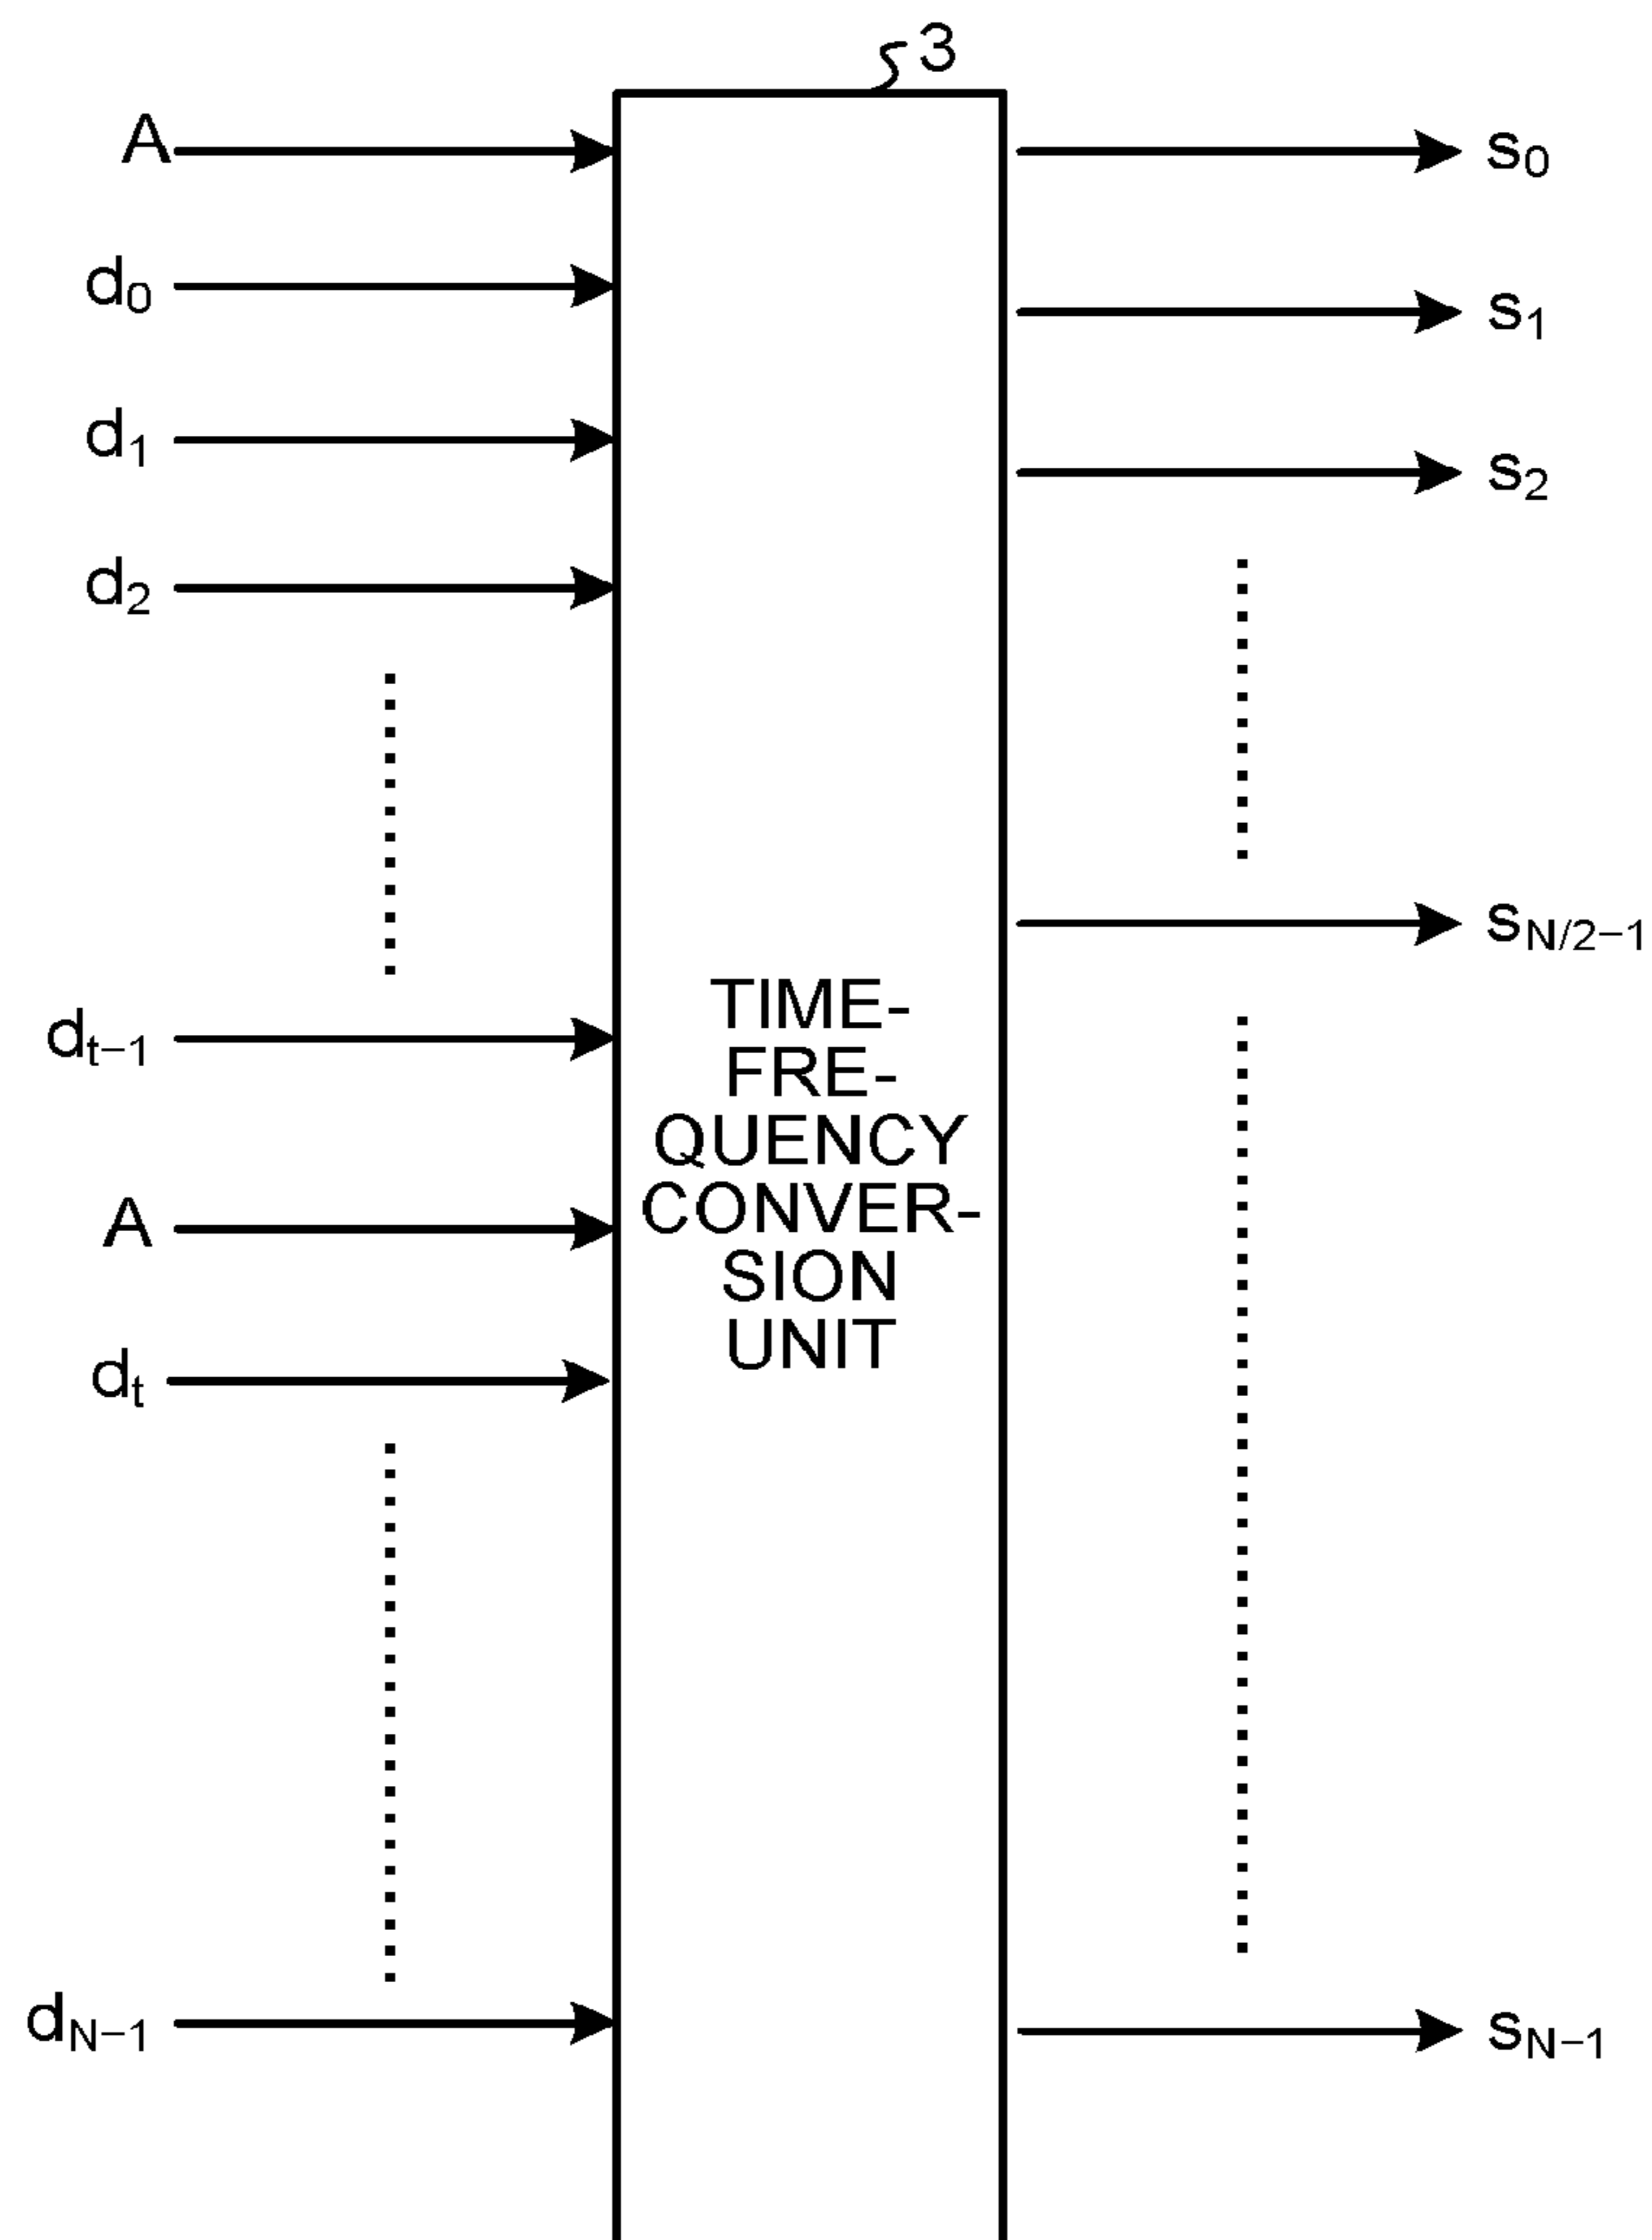 3
A
d0
d1
d2
dt−1
A
dt
dN−1
TIME-
FRE-
QUENCY
CONVER-
SION
UNIT
s0
s1
s2
sN/2−1
sN−1